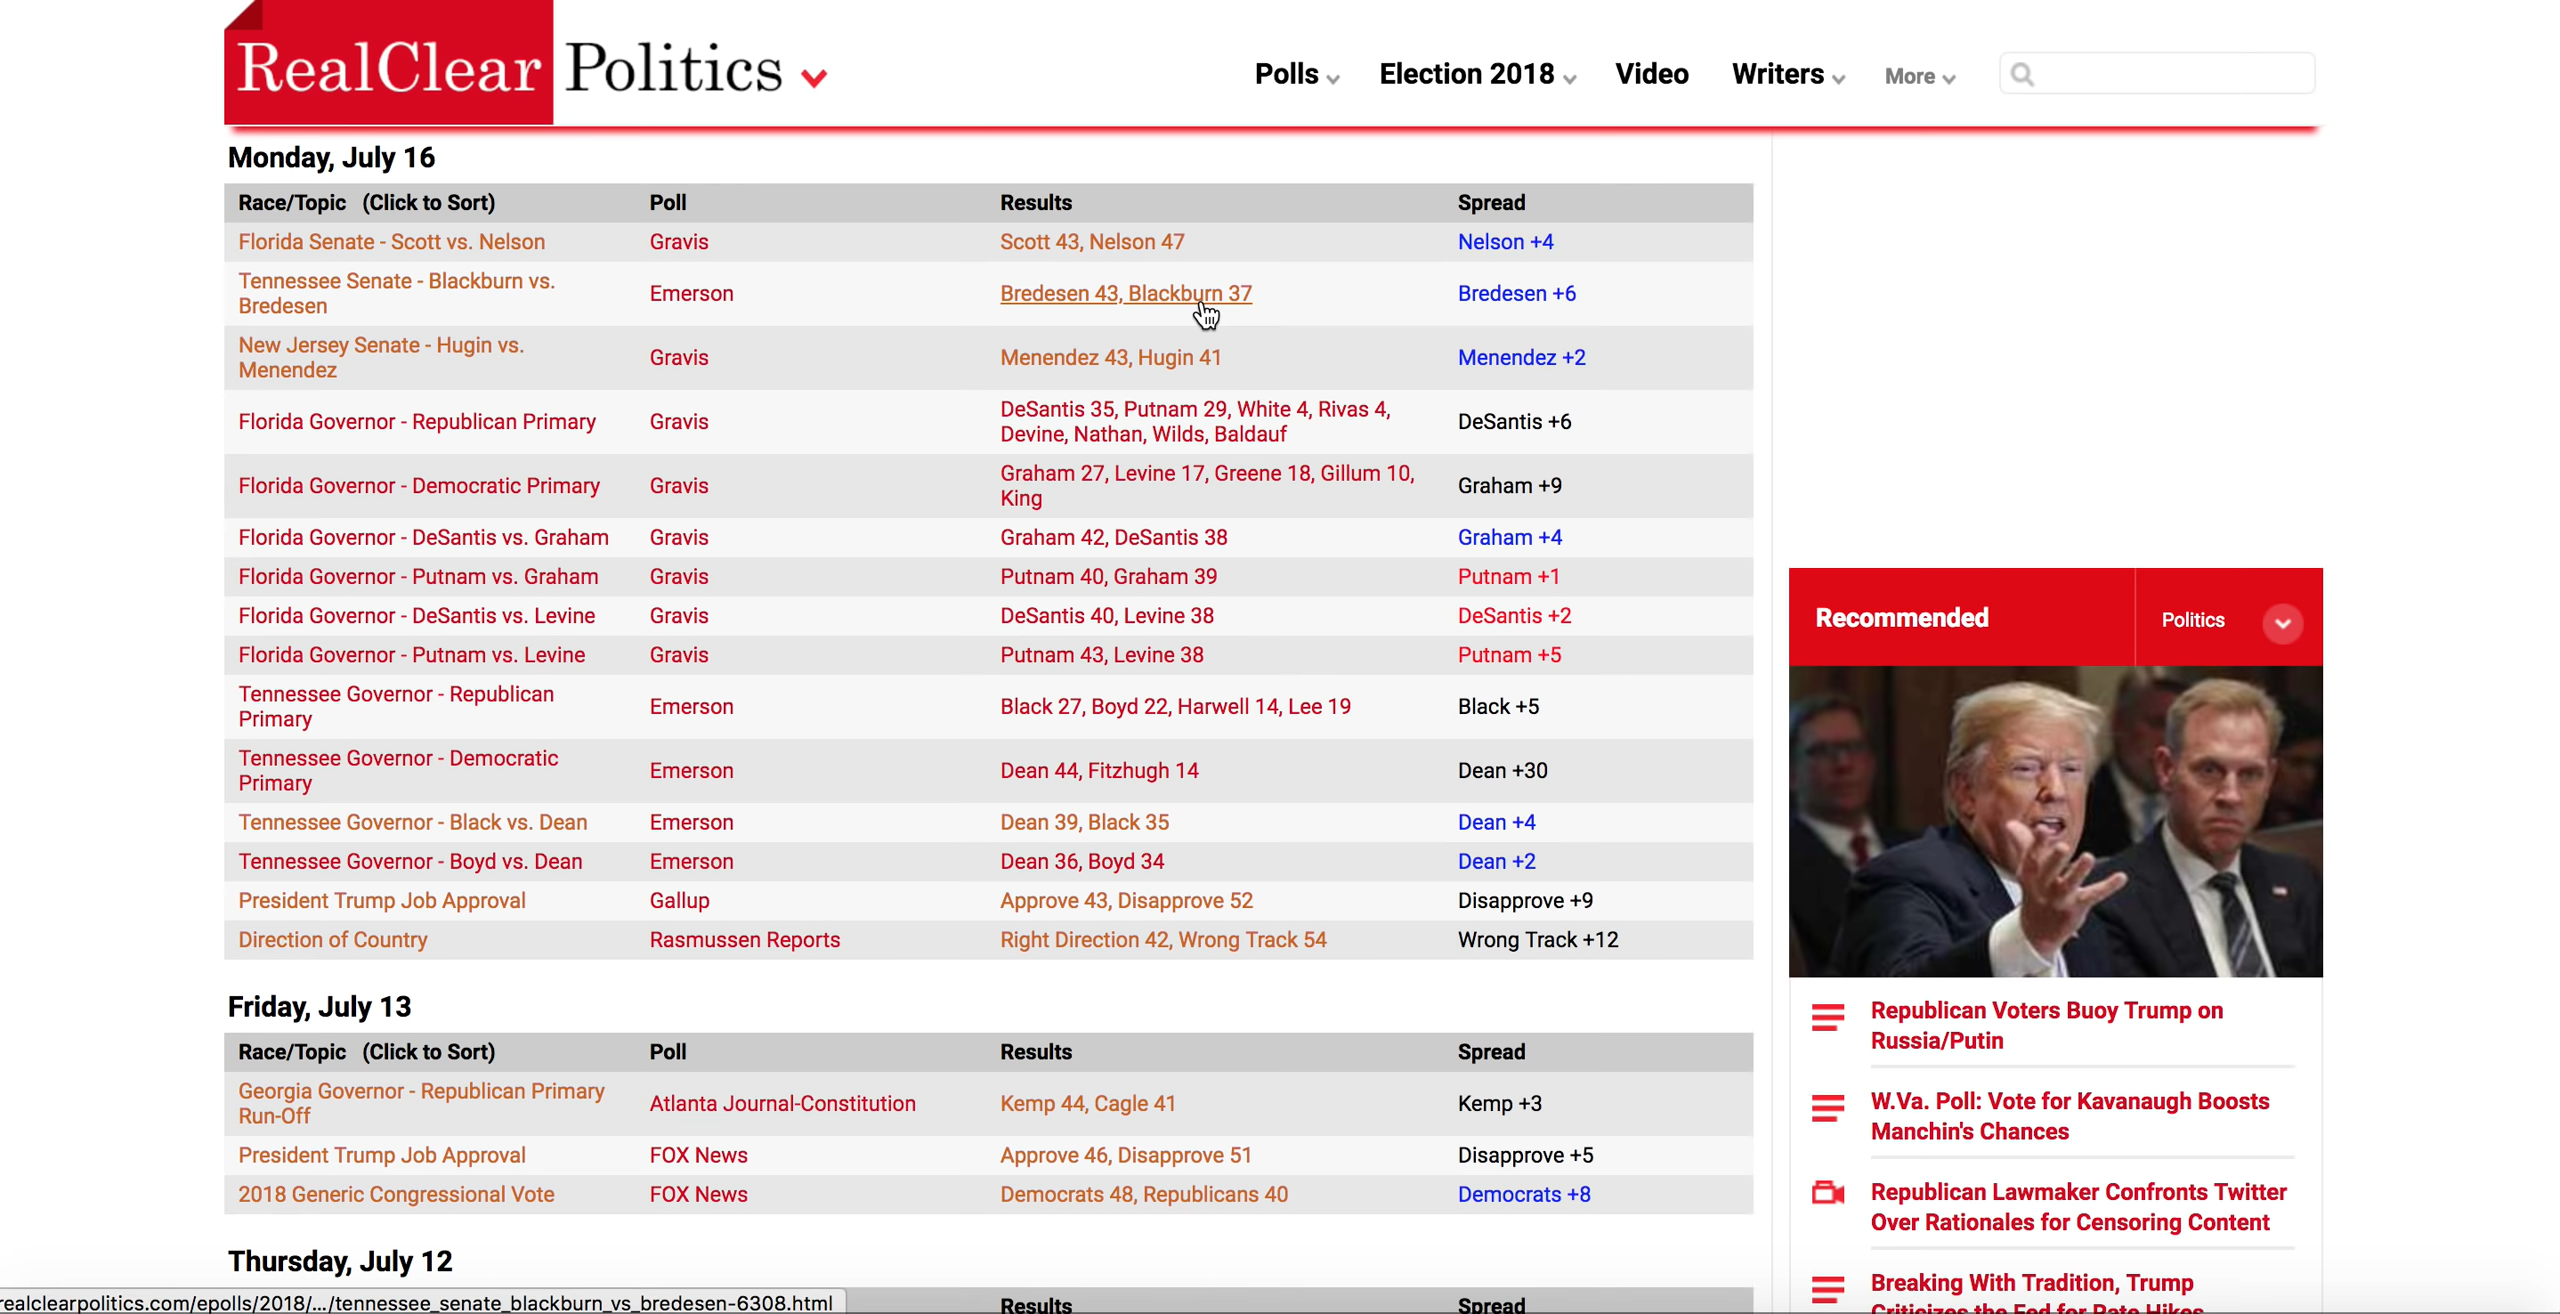 RealClear Politics
Polls Election 2018 Video Writers More
Monday, July 16
Race/Topic (Click to Sort) Poll Results Spread
Florida Senate - Scott vs. Nelson Gravis Scott 43, Nelson 47 Nelson +4
Tennessee Senate - Blackburn vs.
Bredesen Emerson Bredesen 43, Blackburn 37 Bredesen +6
New Jersey Senate - Hugin vs.
Menendez Gravis Menendez 43, Hugin 41 Menendez +2
Florida Governor - Republican Primary Gravis DeSantis 35, Putnam 29, White 4, Rivas 4,
Devine, Nathan, Wilds, Baldauf DeSantis +6
Florida Governor - Democratic Primary Gravis Graham 27, Levine 17, Greene 18, Gillum 10,
King Graham +9
Florida Governor - DeSantis vs. Graham Gravis Graham 42, DeSantis 38 Graham +4
Florida Governor - Putnam vs. Graham Gravis Putnam 40, Graham 39 Putnam +1
Florida Governor - DeSantis vs. Levine Gravis DeSantis 40, Levine 38 DeSantis +2
Florida Governor - Putnam vs. Levine Gravis Putnam 43, Levine 38 Putnam +5
Tennessee Governor - Republican
Primary Emerson Black 27, Boyd 22, Harwell 14, Lee 19 Black +5
Tennessee Governor - Democratic
Primary Emerson Dean 44, Fitzhugh 14 Dean +30
Tennessee Governor - Black vs. Dean Emerson Dean 39, Black 35 Dean +4
Tennessee Governor - Boyd vs. Dean Emerson Dean 36, Boyd 34 Dean +2
President Trump Job Approval Gallup Approve 43, Disapprove 52 Disapprove +9
Direction of Country Rasmussen Reports Right Direction 42, Wrong Track 54 Wrong Track +12
Friday, July 13
Race/Topic (Click to Sort) Poll Results Spread
Georgia Governor - Republican Primary
Run-Off Atlanta Journal-Constitution Kemp 44, Cagle 41 Kemp +3
President Trump Job Approval FOX News Approve 46, Disapprove 51 Disapprove +5
2018 Generic Congressional Vote FOX News Democrats 48, Republicans 40 Democrats +8
Thursday, July 12
Results Spread
realclearpolitics.com/epolls/2018/.../tennessee_senate_blackburn_vs_bredesen-6308.html
Recommended Politics
Republican Voters Buoy Trump on
Russia/Putin
W.Va. Poll: Vote for Kavanaugh Boosts
Manchin's Chances
Republican Lawmaker Confronts Twitter
Over Rationales for Censoring Content
Breaking With Tradition, Trump
Criticizes the Fed for Rate Hikes